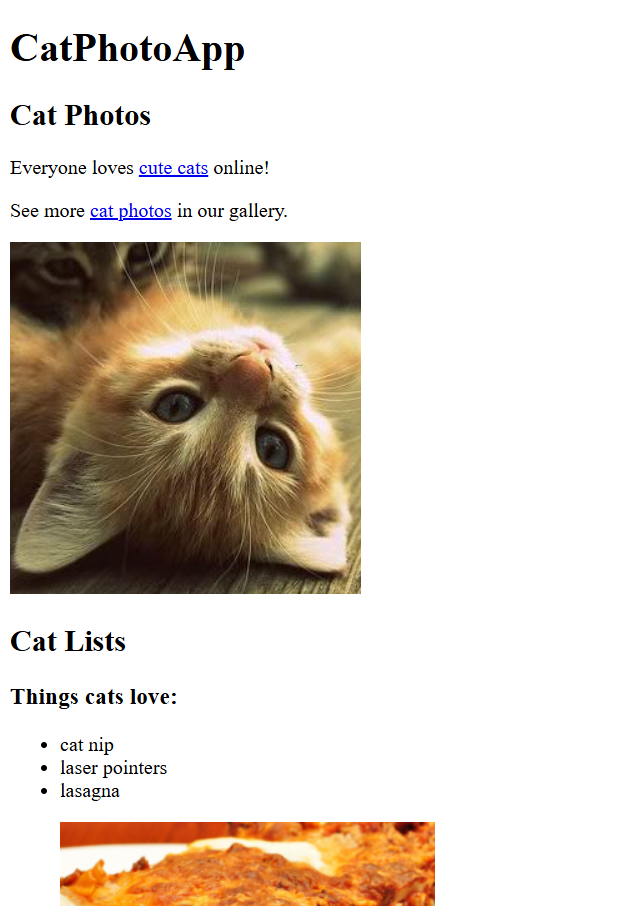 CatPhotoApp
Cat Photos
Everyone loves cute cats online!
See more cat photos in our gallery.
Cat Lists
Things cats love:
cat nip
laser pointers
lasagna